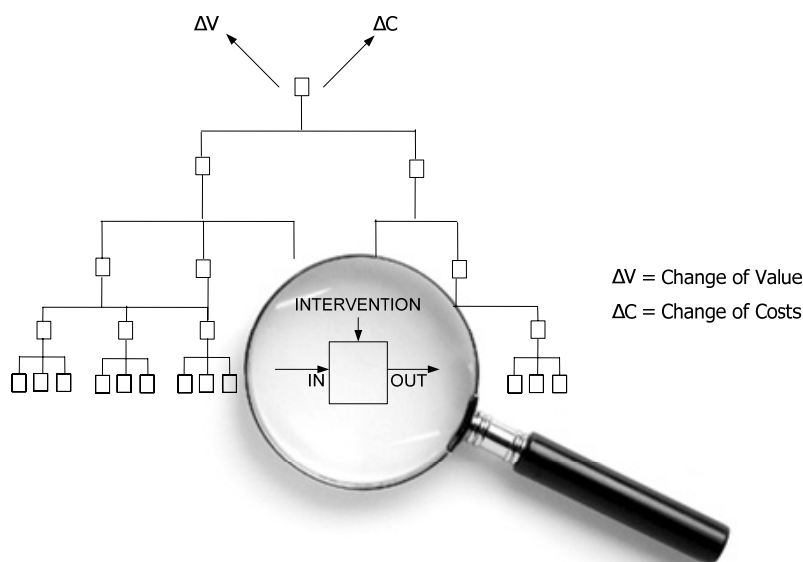 ΔV
ΔC
ΔV = Change of Value
ΔC = Change of Costs
INTERVENTION
IN
OUT